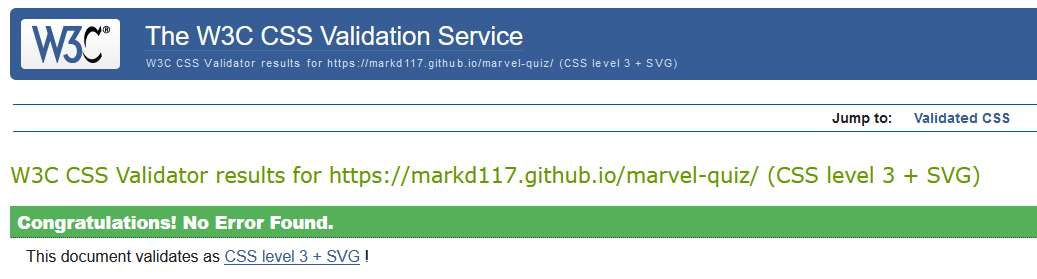 W3C®
The W3C CSS Validation Service
W3C CSS Validator results for https://markd117.github.io/marvel-quiz/ (CSS level 3 + SVG)
Jump to: Validated CSS
W3C CSS Validator results for https://markd117.github.io/marvel-quiz/ (CSS level 3 + SVG)
Congratulations! No Error Found.
This document validates as CSS level 3 + SVG !